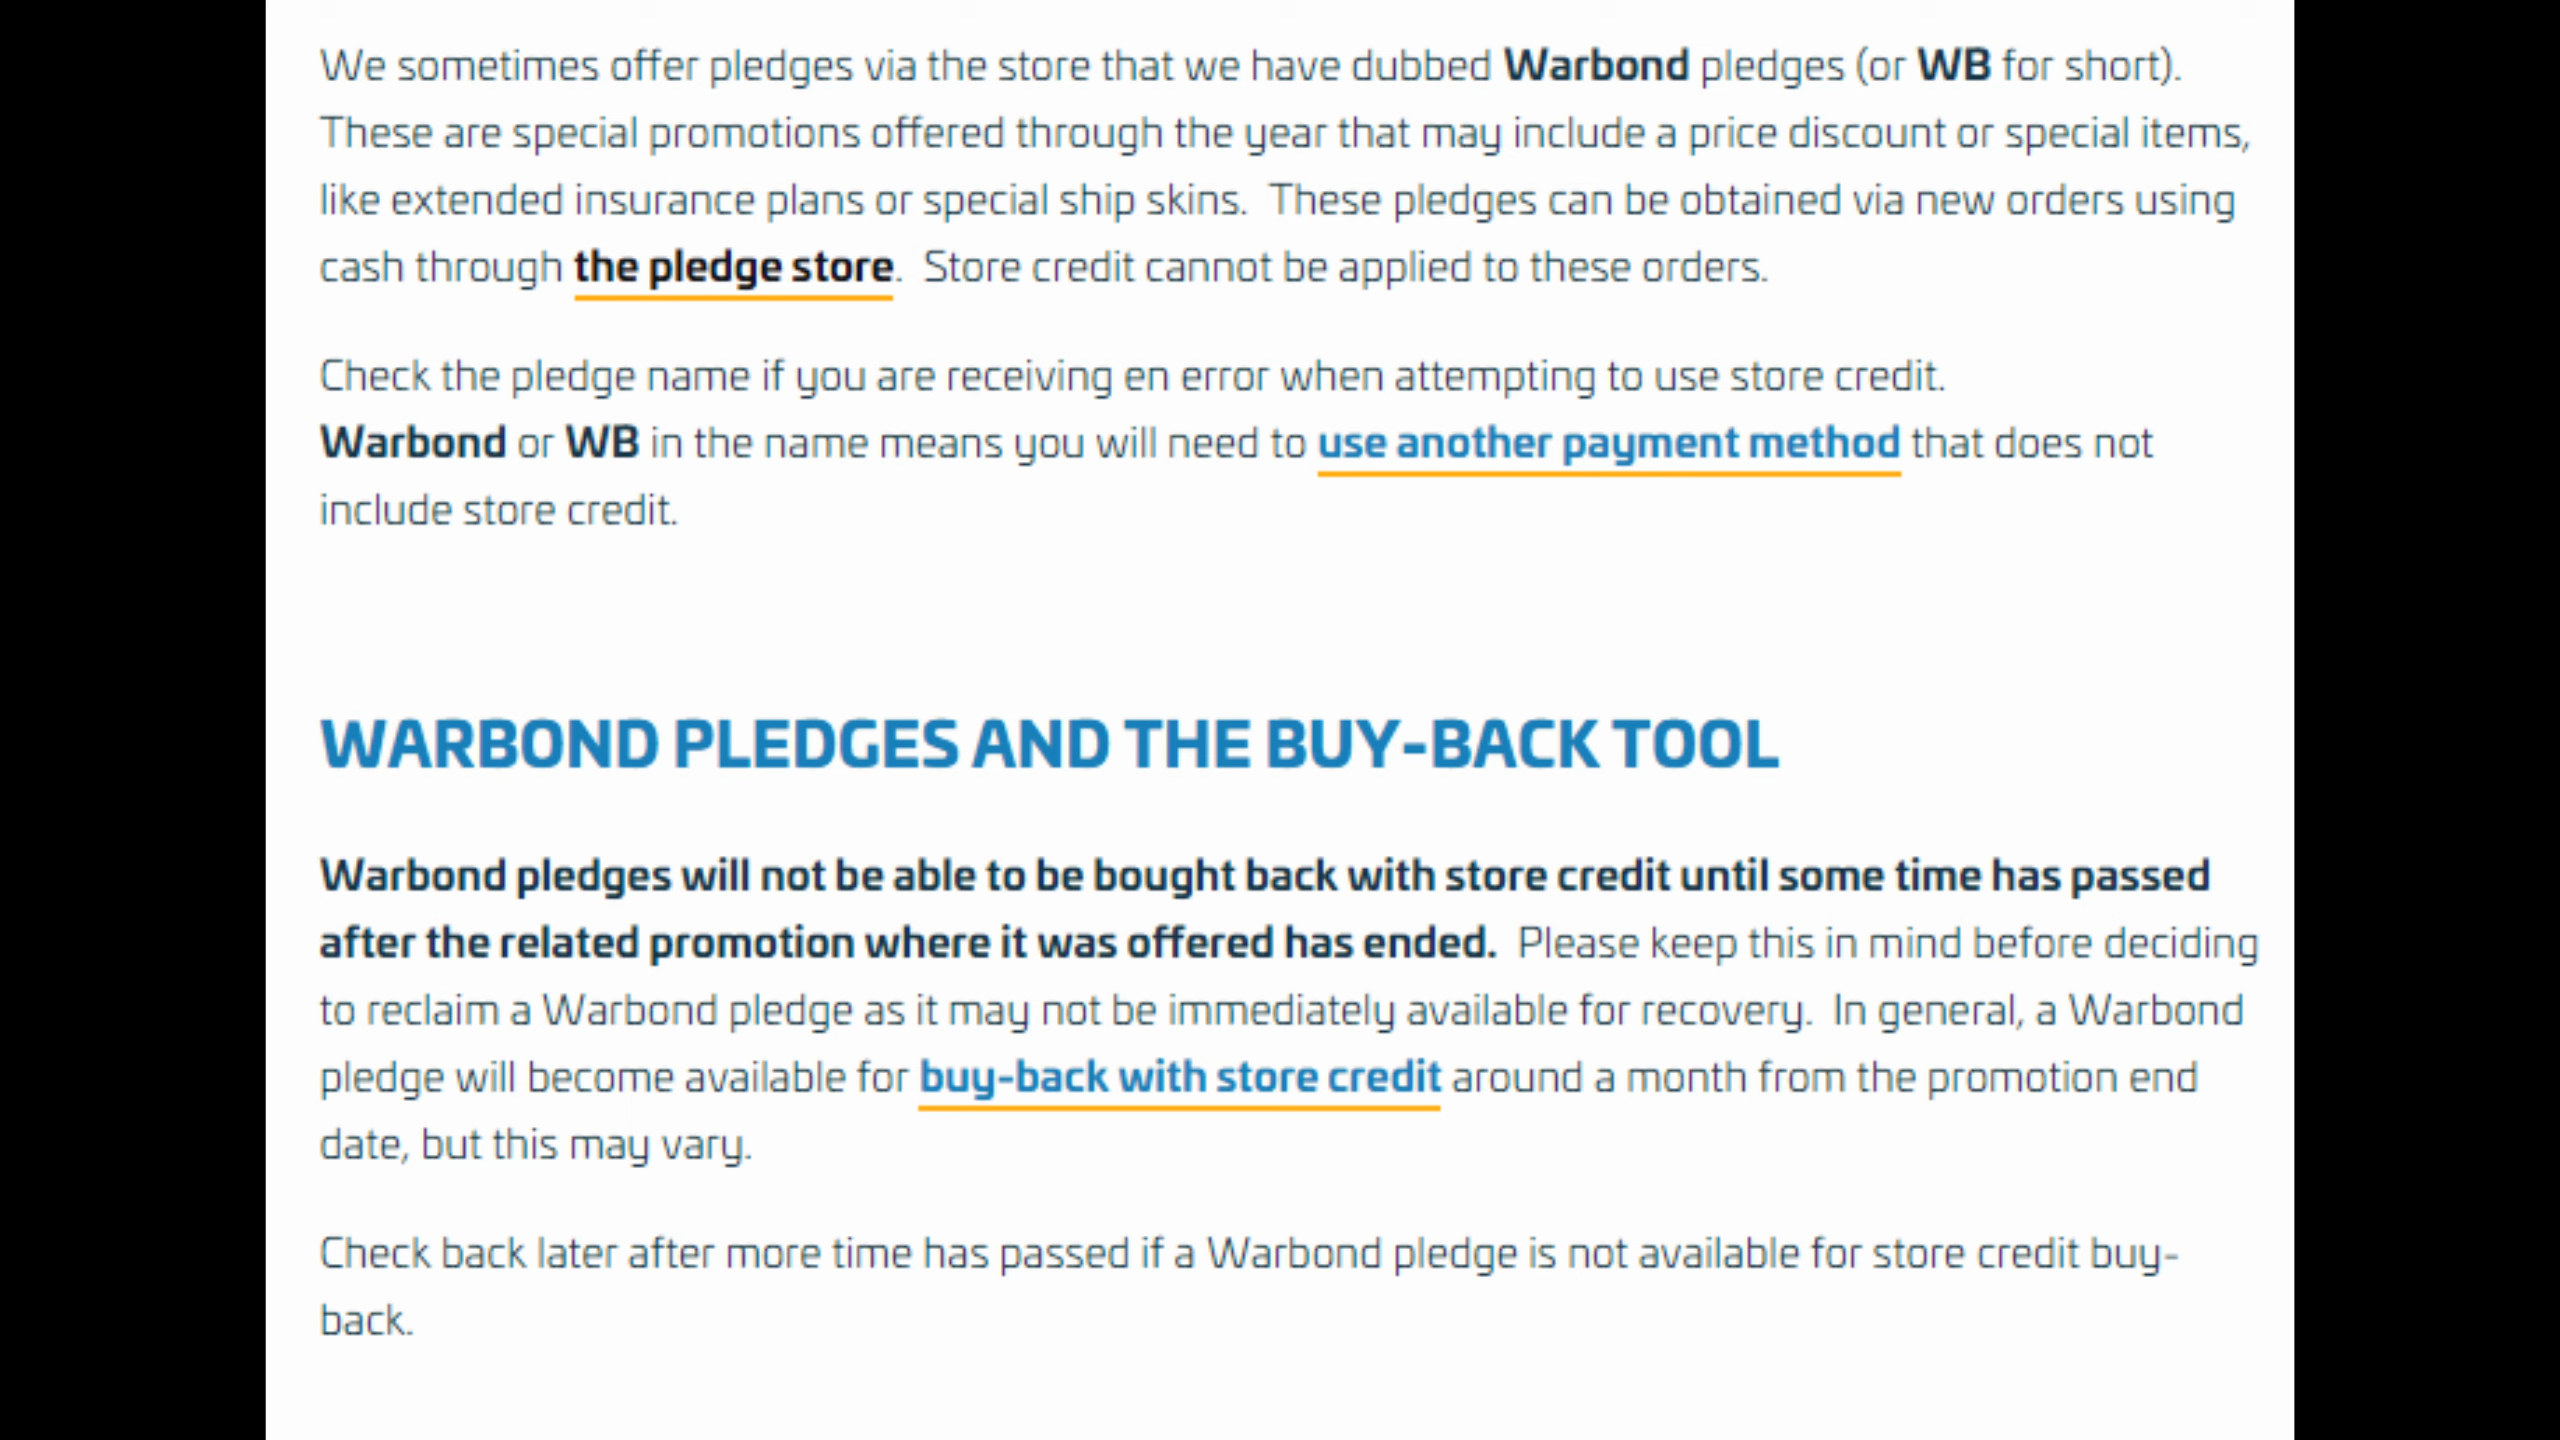 We sometimes offer pledges via the store that we have dubbed Warbond pledges (or WB for short).
These are special promotions offered through the year that may include a price discount or special items,
like extended insurance plans or special ship skins.  These pledges can be obtained via new orders using
cash through the pledge store.  Store credit cannot be applied to these orders.
Check the pledge name if you are receiving en error when attempting to use store credit.
Warbond or WB in the name means you will need to use another payment method that does not
include store credit.
WARBOND PLEDGES AND THE BUY-BACK TOOL
Warbond pledges will not be able to be bought back with store credit until some time has passed
after the related promotion where it was offered has ended.  Please keep this in mind before deciding
to reclaim a Warbond pledge as it may not be immediately available for recovery.  In general, a Warbond
pledge will become available for buy-back with store credit around a month from the promotion end
date, but this may vary.
Check back later after more time has passed if a Warbond pledge is not available for store credit buy-
back.